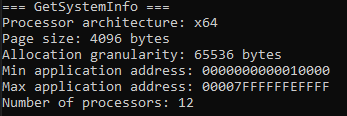 === GetSystemInfo ===
Processor architecture: x64
Page size: 4096 bytes
Allocation granularity: 65536 bytes
Min application address: 0000000000010000
Max application address: 00007FFFFFFEFFFF
Number of processors: 12